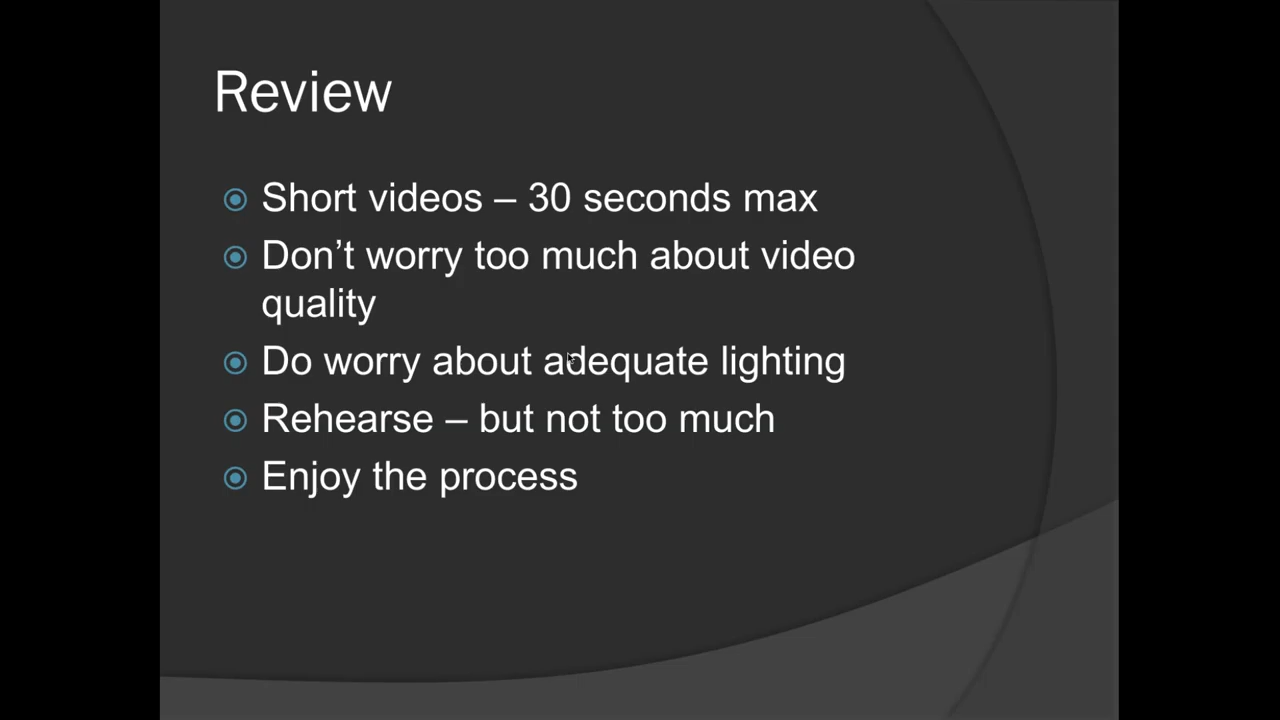 Review
Short videos – 30 seconds max
Don’t worry too much about video
quality
Do worry about adequate lighting
Rehearse – but not too much
Enjoy the process